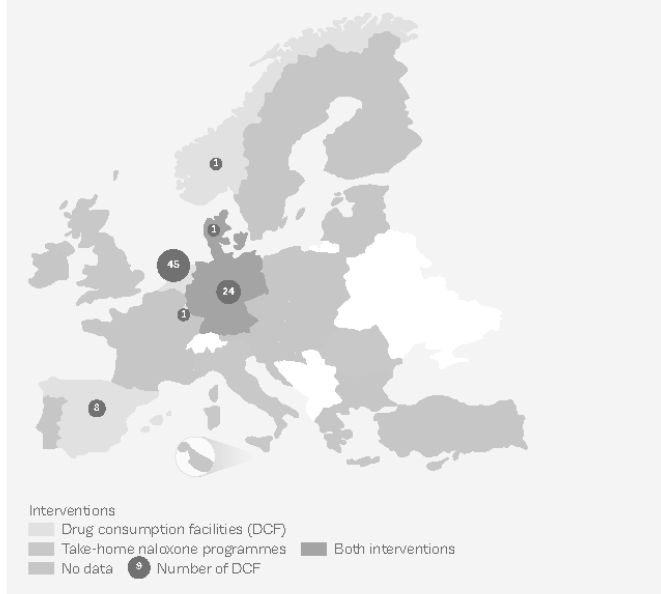 1
1
45
24
1
8
Interventions
Drug consumption facilities (DCF)
Take-home naloxone programmes Both interventions
No data 9 Number of DCF